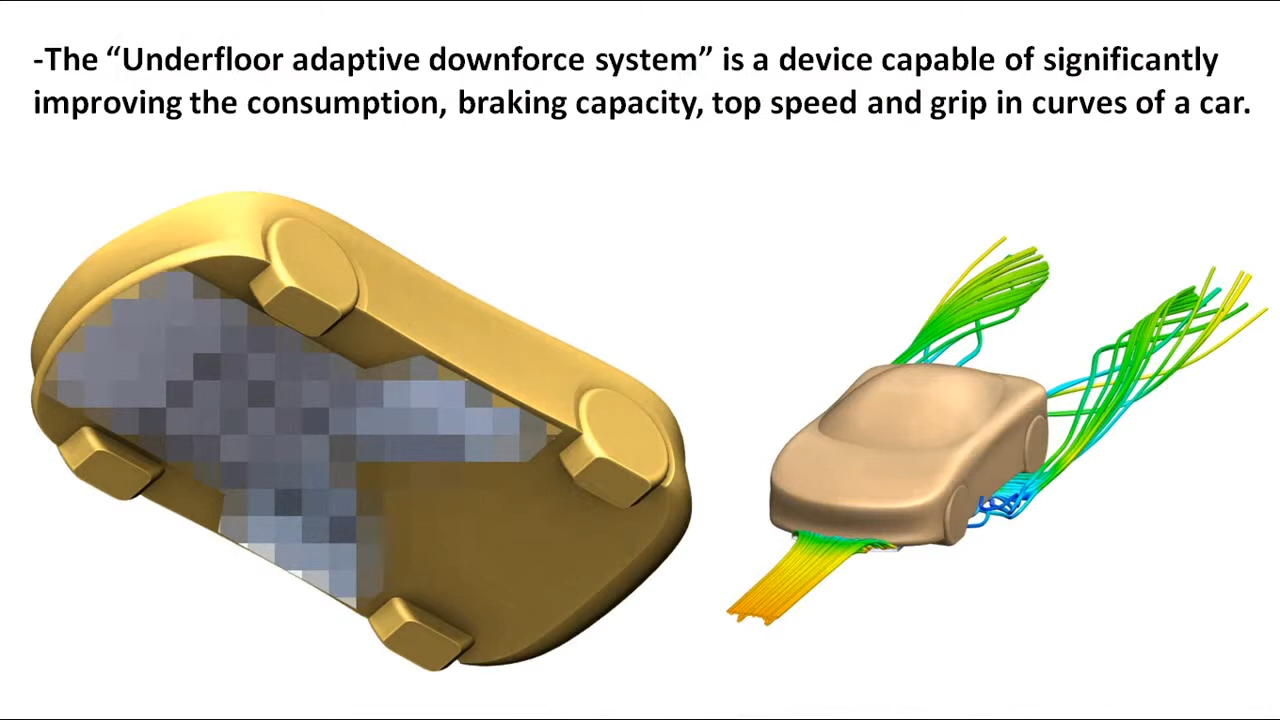 -The “Underfloor adaptive downforce system” is a device capable of significantly
improving the consumption, braking capacity, top speed and grip in curves of a car.